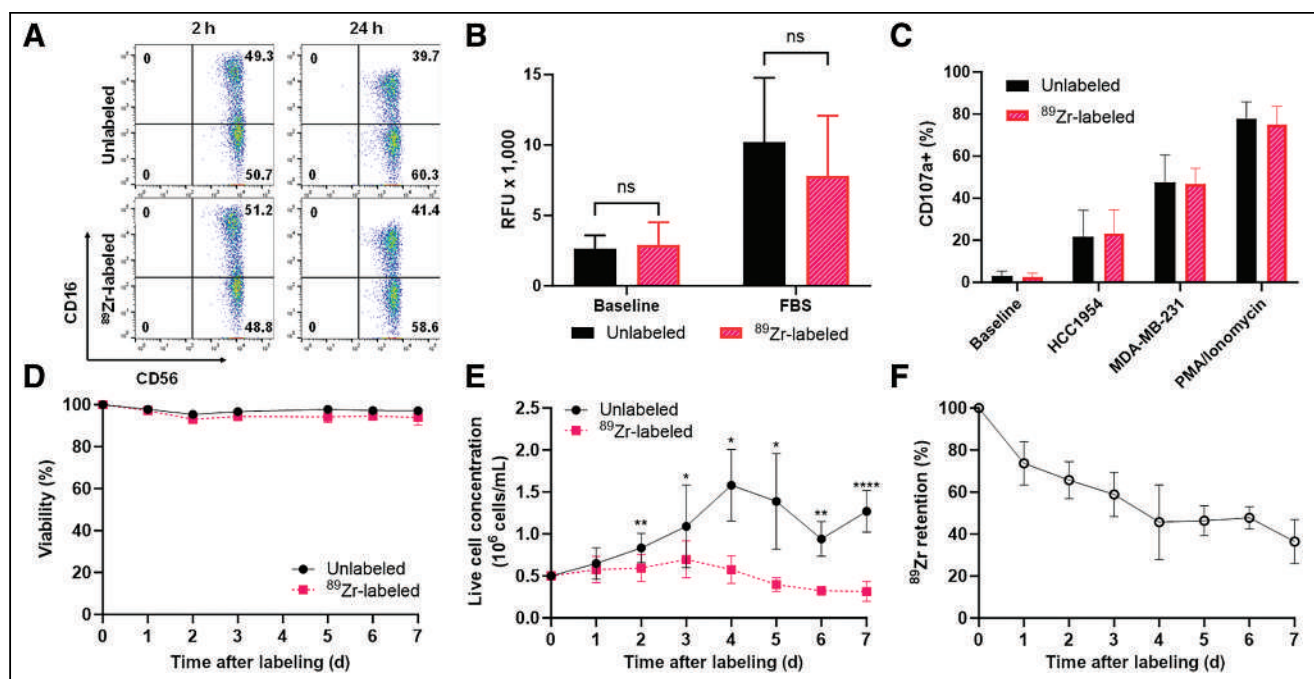 A
2 h
24 h
Unlabeled
0
49.3
0
39.7
0
50.7
0
60.3
⁸⁹Zr-labeled
0
51.2
0
41.4
0
48.8
0
58.6
CD16
CD56
B
ns
ns
RFU x 1,000
15
10
5
0
Baseline
FBS
Unlabeled
⁸⁹Zr-labeled
C
Unlabeled
⁸⁹Zr-labeled
CD107a+ (%)
100
80
60
40
20
0
Baseline
HCC1954
MDA-MB-231
PMA/Ionomycin
D
Viability (%)
100
80
60
40
20
0
Unlabeled
⁸⁹Zr-labeled
0 1 2 3 4 5 6 7
Time after labeling (d)
E
Unlabeled
⁸⁹Zr-labeled
Live cell concentration
(10⁶ cells/mL)
2.5
2.0
1.5
1.0
0.5
0.0
** * * * ** ****
0 1 2 3 4 5 6 7
Time after labeling (d)
F
⁸⁹Zr retention (%)
100
80
60
40
20
0
0 1 2 3 4 5 6 7
Time after labeling (d)